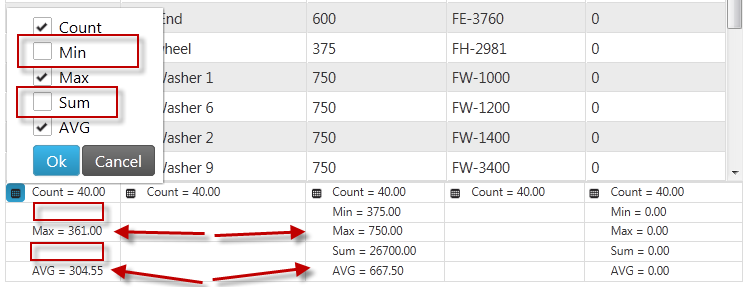 Count
Min
Max
Sum
AVG
Ok Cancel
End 600 FE-3760 0
wheel 375 FH-2981 0
Washer 1 750 FW-1000 0
Washer 6 750 FW-1200 0
Washer 2 750 FW-1400 0
Washer 9 750 FW-3400 0
Count = 40.00 Count = 40.00 Count = 40.00 Count = 40.00 Count = 40.00
Min = 375.00 Min = 0.00
Max = 361.00 Max = 750.00 Max = 0.00
Sum = 26700.00 Sum = 0.00
AVG = 304.55 AVG = 667.50 AVG = 0.00